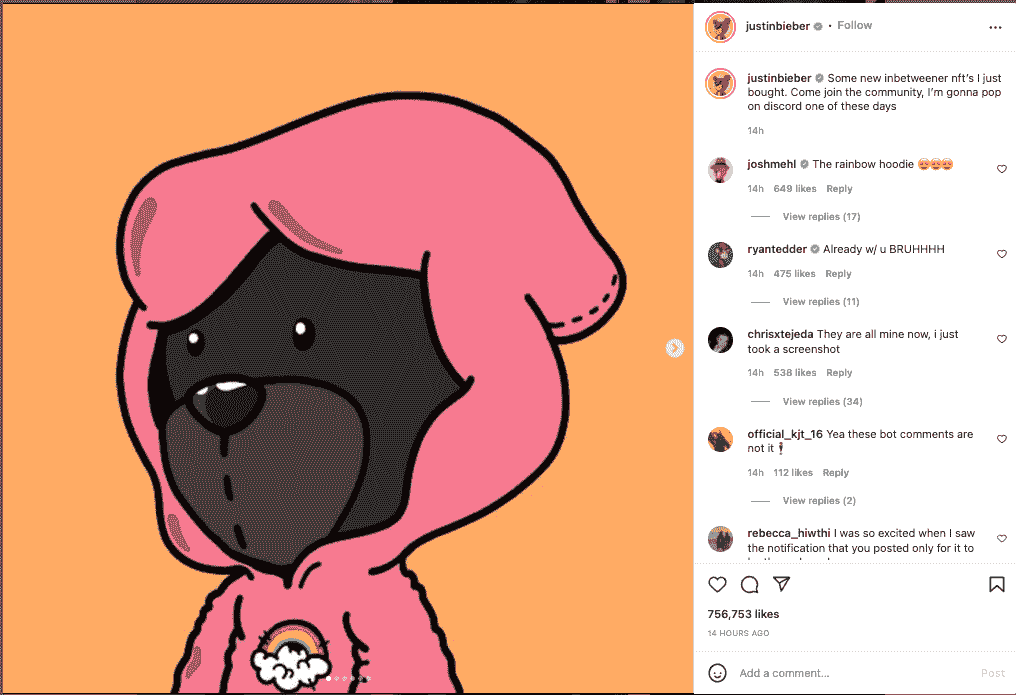 justinbieber • Follow
justinbieber Some new inbetweener nft's I just
bought. Come join the community, I'm gonna pop
on discord one of these days
14h
joshmehl The rainbow hoodie 🥵🥵🥵
14h 649 likes Reply
View replies (17)
ryantedder Already w/ u BRUHHHH
14h 475 likes Reply
View replies (11)
chrisxtejeda They are all mine now, i just
took a screenshot
14h 538 likes Reply
View replies (34)
official_kjt_16 Yea these bot comments are
not it 🕴
14h 112 likes Reply
View replies (2)
rebecca_hiwthi I was so excited when I saw
the notification that you posted only for it to
756,753 likes
14 HOURS AGO
Add a comment...
Post